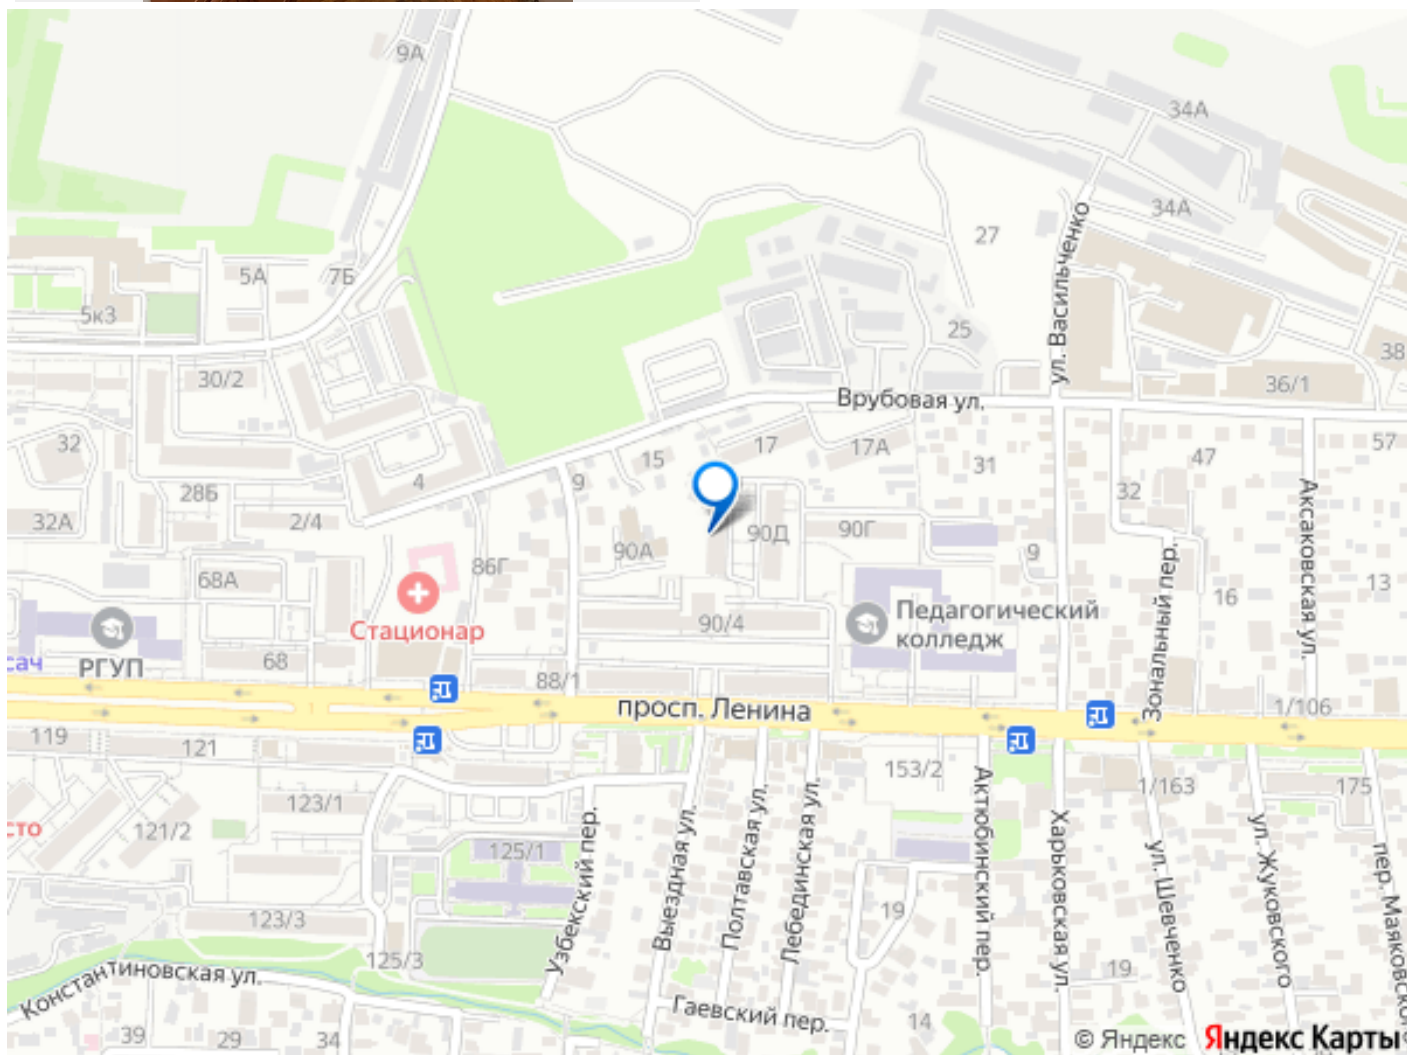 9А
34А
34А
27
ул. Васильченко
5А
7Б
5к3
25
38
30/2
36/1
Врубовая ул.
17
17А
57
32
15
31
47
4
9
28Б
32
2/4
32А
90Д
90Г
90А
9
Аксаковская ул.
86Г
68А
13
Зональный пер.
16
Стационар
90/4
Педагогический
колледж
сач
РГУП
68
88/1
просп. Ленина
1/106
119
121
153/2
1/163
175
123/1
сто
121/2
125/1
Узбекский пер.
Выездная ул.
Полтавская ул.
Лебединская ул.
Актюбинский пер.
Харьковская ул.
ул. Шевченко
ул. Жуковского
пер. Маяковско
123/3
19
125/3
Константиновская ул.
19
Гаевский пер.
14
39
29
34
© Яндекс Яндекс Карты